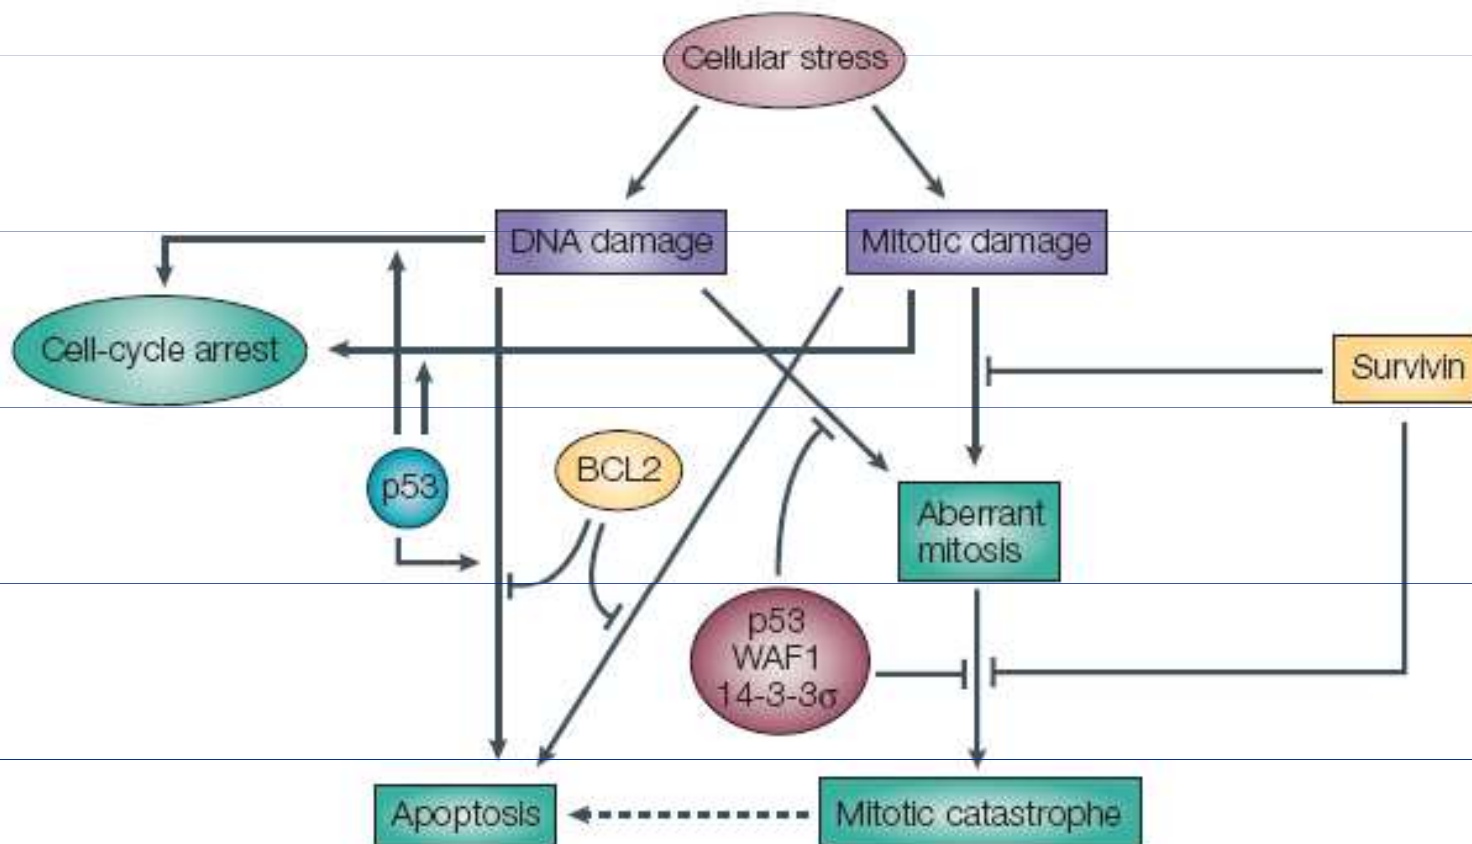 Cellular stress
DNA damage
Mitotic damage
Cell-cycle arrest
Survivin
BCL2
p53
Aberrant
mitosis
p53
WAF1
14-3-3σ
Apoptosis
Mitotic catastrophe